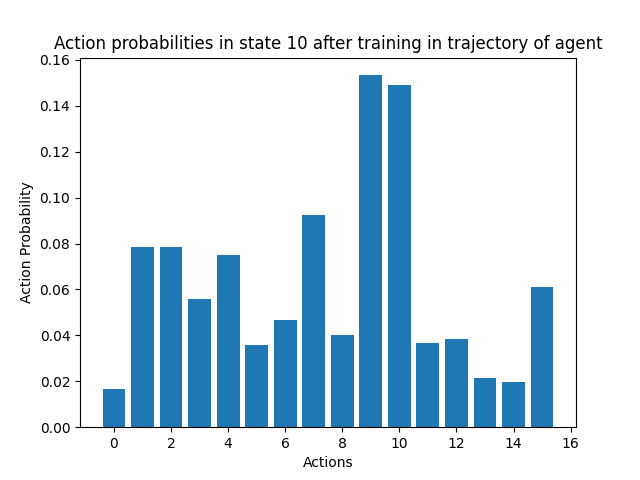 Action probabilities in state 10 after training in trajectory of agent
0.16
0.14
0.12
0.10
0.08
0.06
0.04
0.02
0.00
Action Probability
0 2 4 6 8 10 12 14 16
Actions